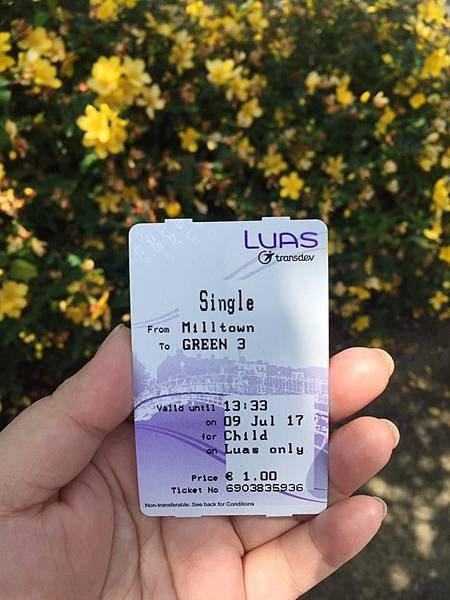 LUAS
transdev
Single
From Milltown
To GREEN 3
Valid until 13:33
on 09 Jul 17
for Child
on Luas only
Price € 1.00
Ticket No 6903835936
Non-transferable. See back for Conditions